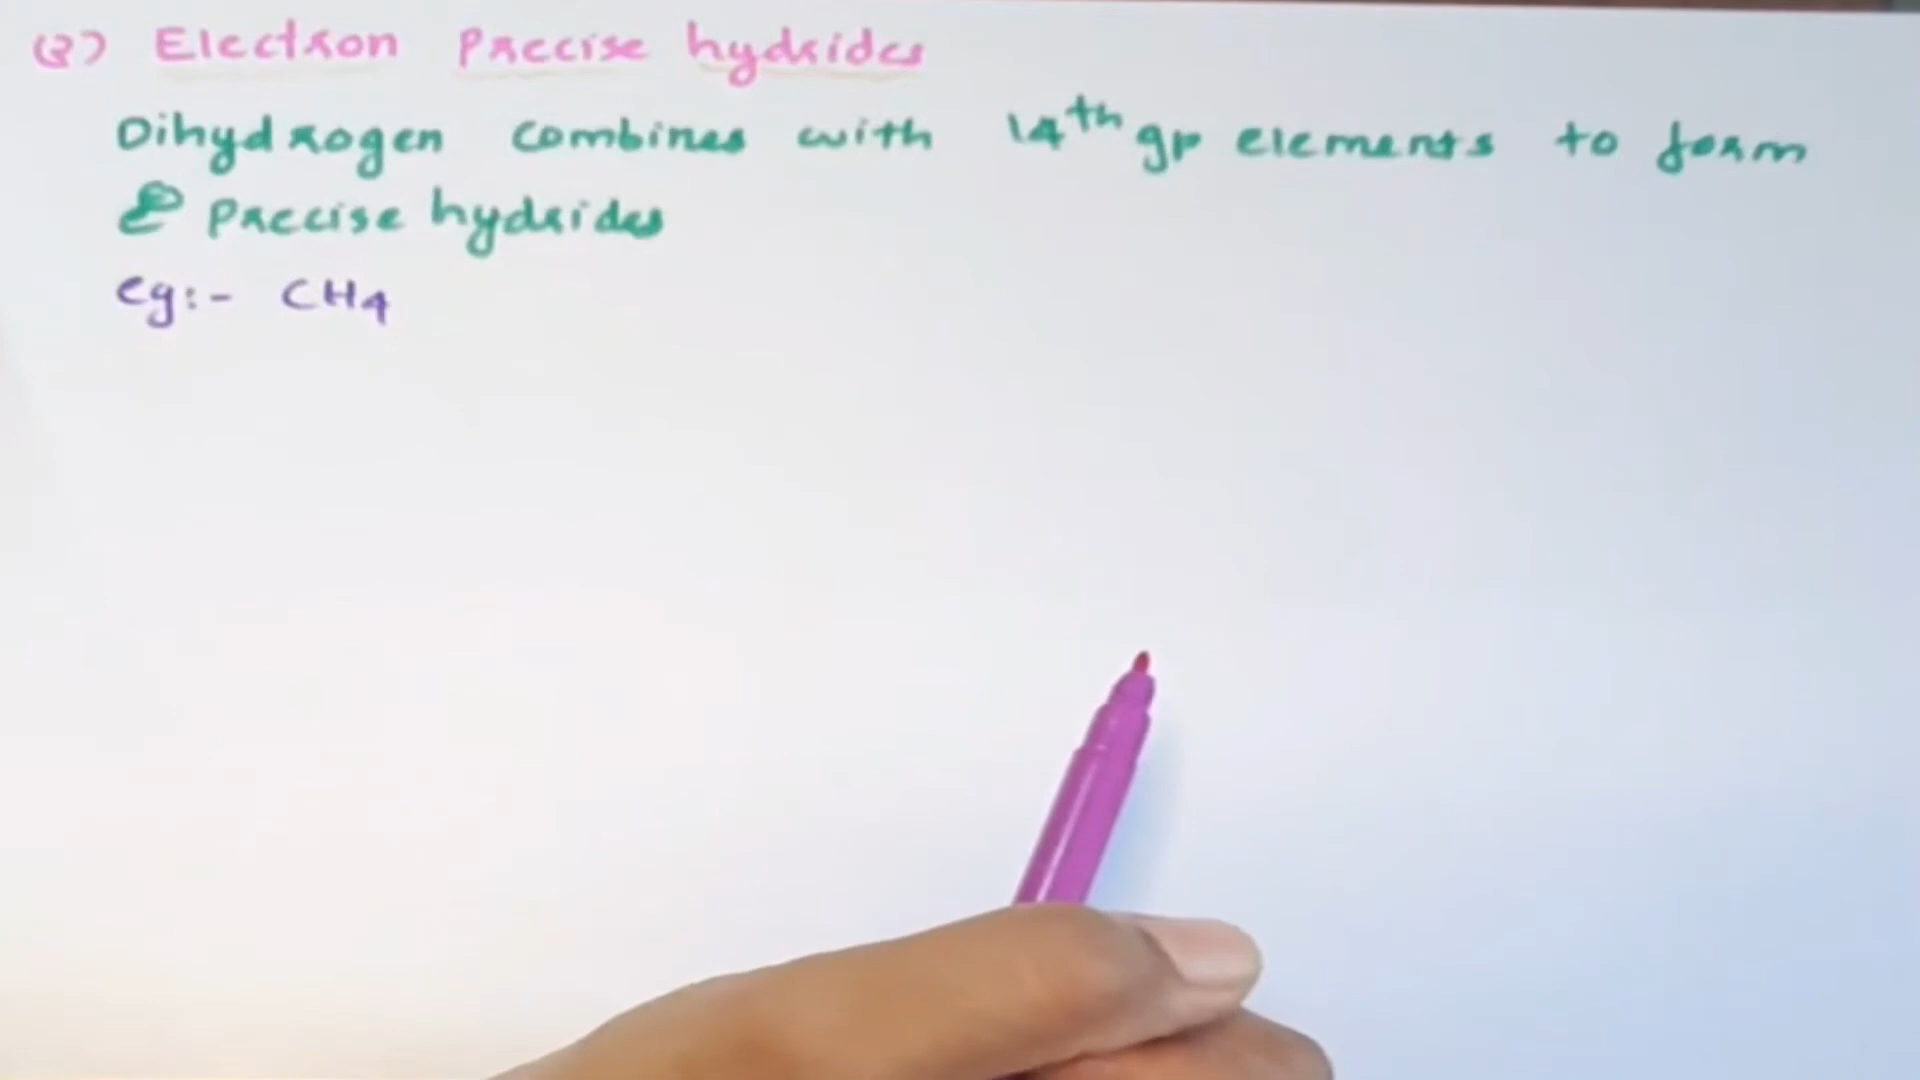 (2) Electron Precise hydrides
Dihydrogen combines with 14th gp elements to form
Precise hydrides
eg:- CH4